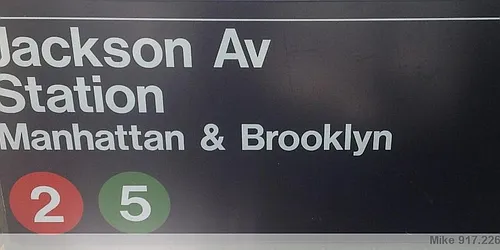 Jackson Av
Station
Manhattan & Brooklyn
2 5
Mike 917.226